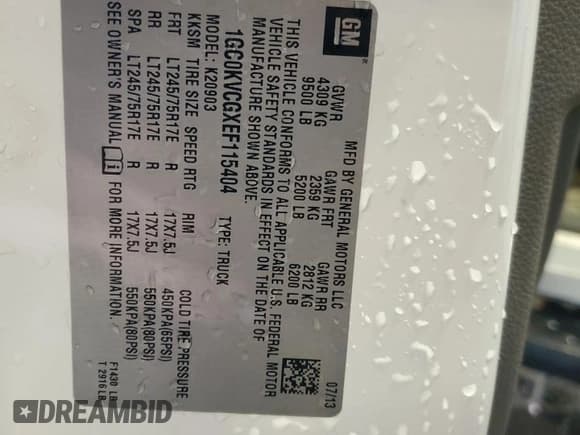 GM
MFD BY GENERAL MOTORS LLC 07/13
GVWR GAWR FRT GAWR RR
4309 KG 2359 KG 2812 KG
9500 LB 5200 LB 6200 LB
THIS VEHICLE CONFORMS TO ALL APPLICABLE U.S. FEDERAL MOTOR
VEHICLE SAFETY STANDARDS IN EFFECT ON THE DATE OF
MANUFACTURE SHOWN ABOVE.
1GC0KVCGXEF115404 TYPE: TRUCK
MODEL: K20903
KKSM TIRE SIZE SPEED RTG RIM COLD TIRE PRESSURE
FRT LT245/75R17E R 17X7.5J 450KPA(65PSI)
RR LT245/75R17E R 17X7.5J 550KPA(80PSI)
SPA LT245/75R17E R 17X7.5J 550KPA(80PSI)
SEE OWNER'S MANUAL FOR MORE INFORMATION.
F1430 LB
T 2916 LB
DREAMBID